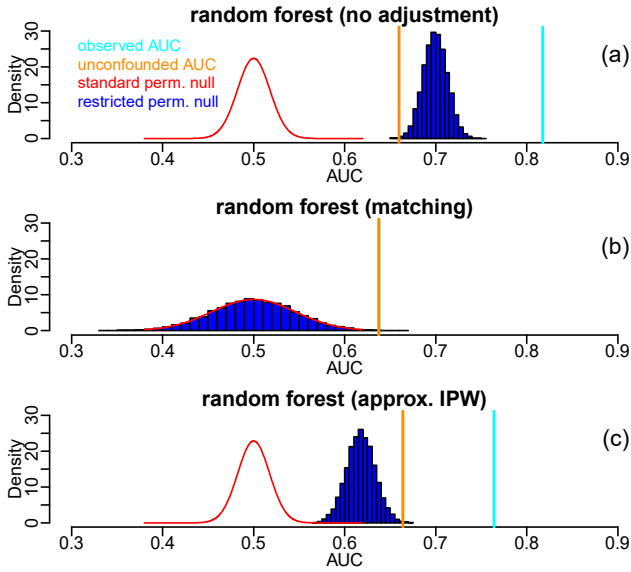 random forest (no adjustment)
observed AUC
unconfounded AUC
standard perm. null
restricted perm. null
(a)
Density
0 10 20 30
0.3 0.4 0.5 0.6 0.7 0.8 0.9
AUC
random forest (matching)
(b)
Density
0 10 20 30
0.3 0.4 0.5 0.6 0.7 0.8 0.9
AUC
random forest (approx. IPW)
(c)
Density
0 10 20 30
0.3 0.4 0.5 0.6 0.7 0.8 0.9
AUC